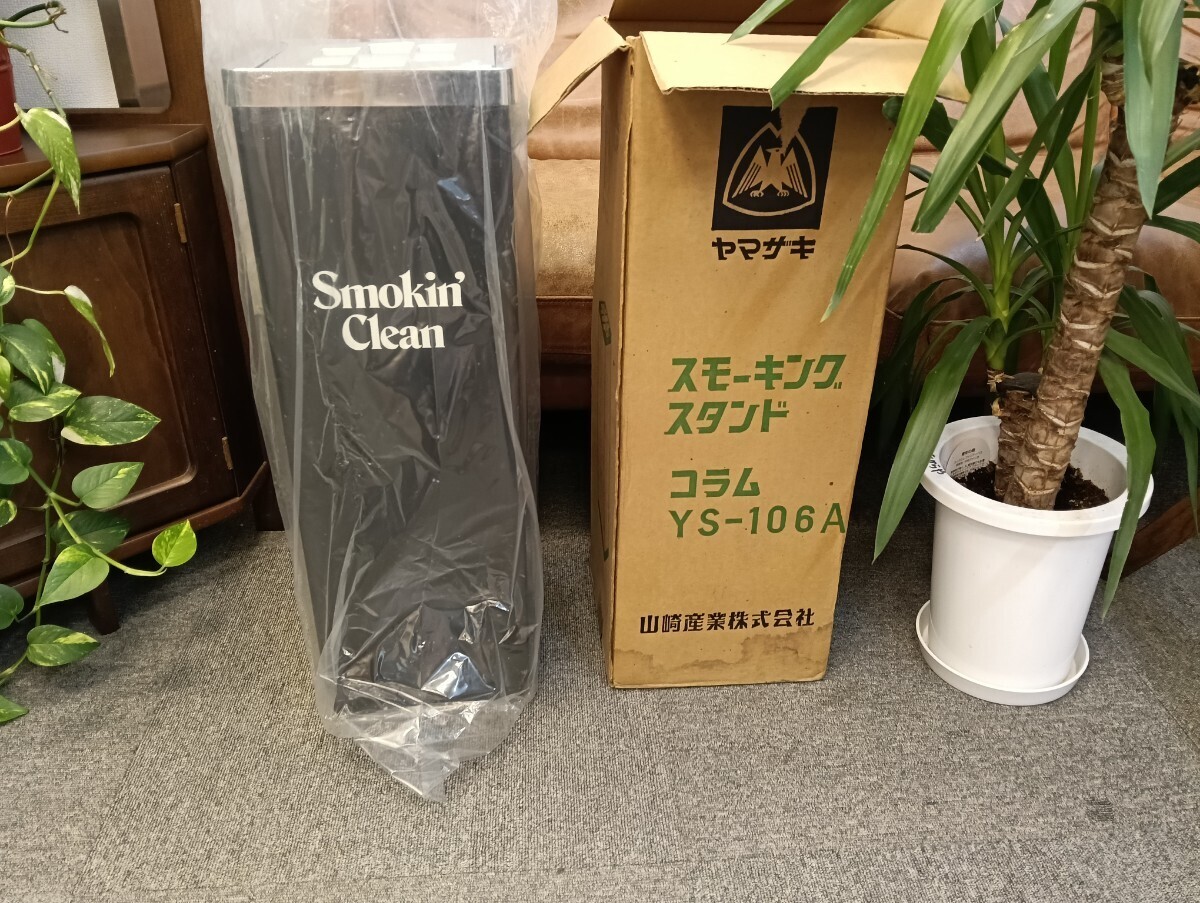 Smokin'
Clean
ヤマザキ
スモーキング
スタンド
コラム
YS-106A
山崎産業株式会社